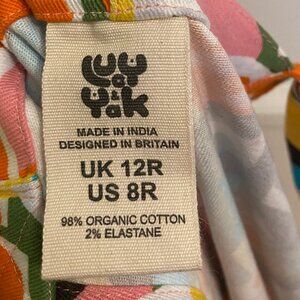 LUCY
&
YAK
MADE IN INDIA
DESIGNED IN BRITAIN
UK 12R
US 8R
98% ORGANIC COTTON
2% ELASTANE